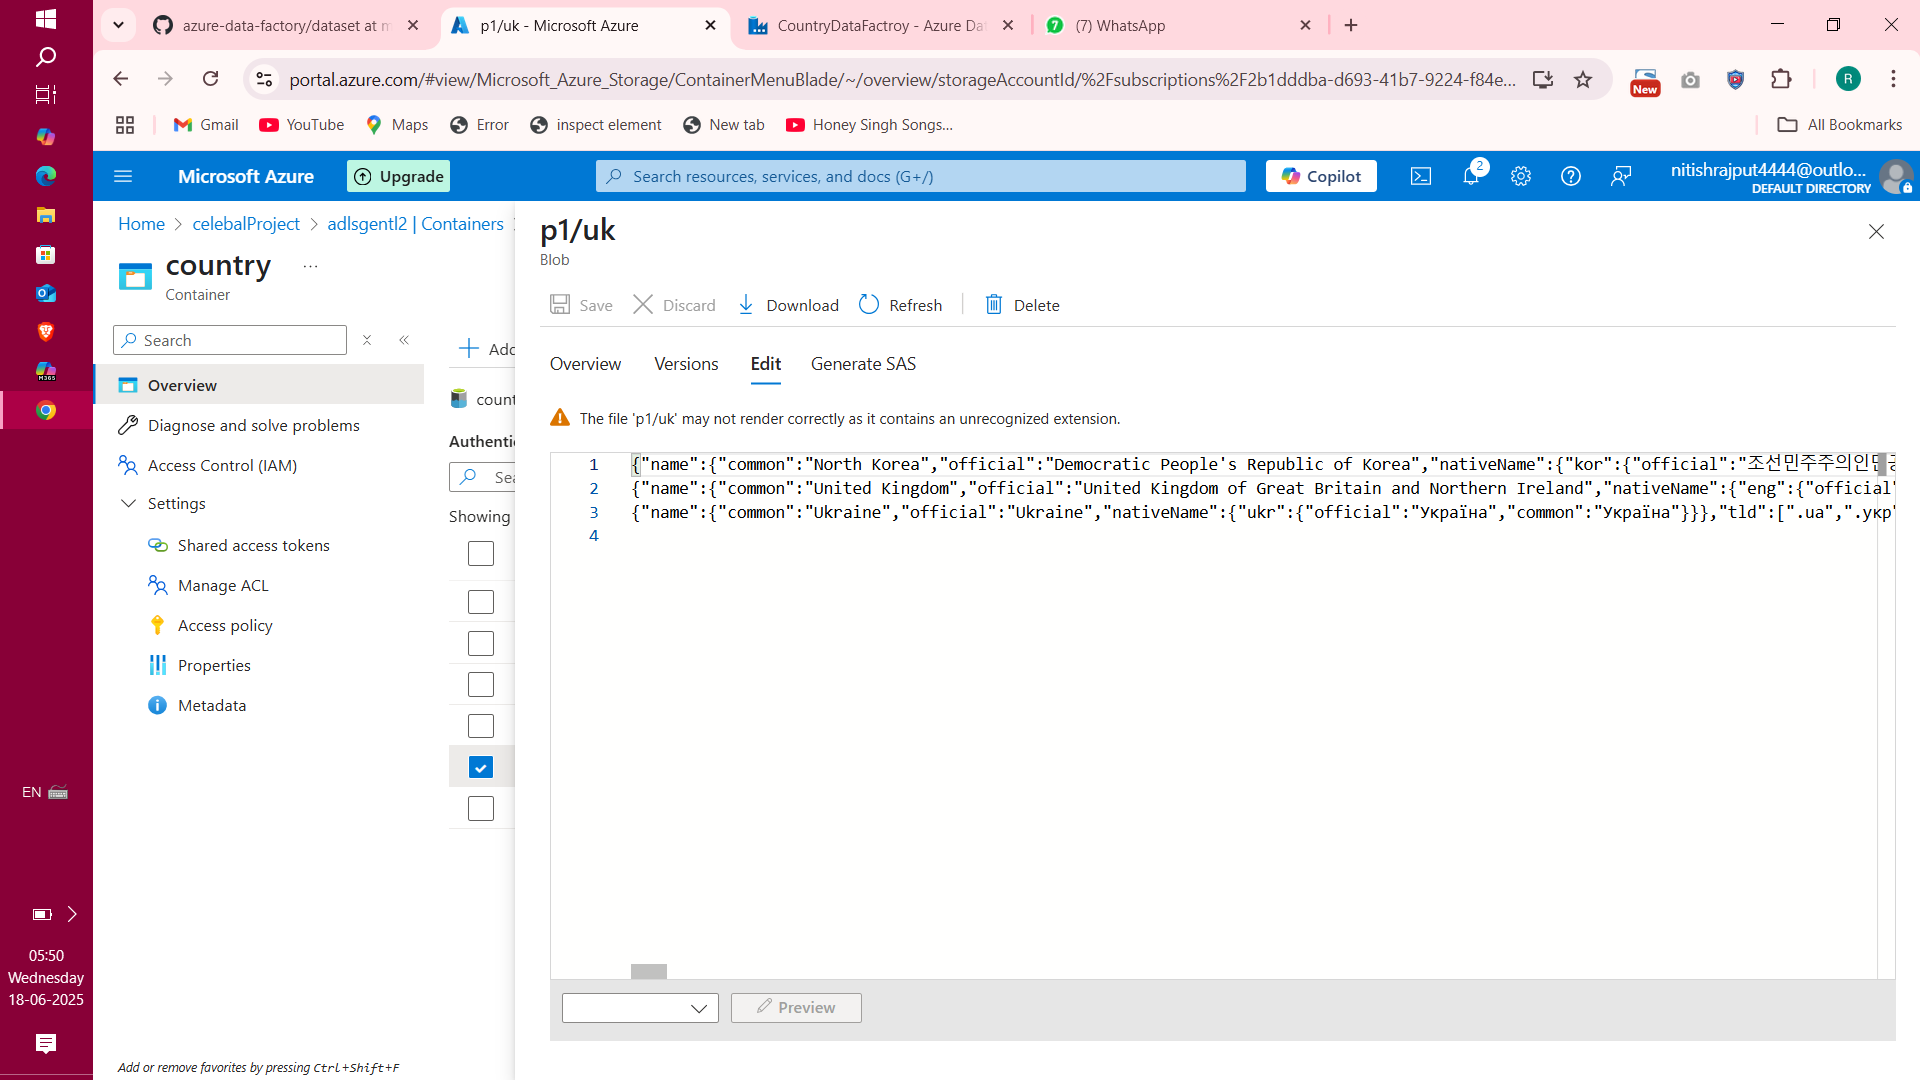 azure-data-factory/dataset at m
p1/uk - Microsoft Azure
CountryDataFactroy - Azure Da
(7) WhatsApp
portal.azure.com/#view/Microsoft_Azure_Storage/ContainerMenuBlade/~/overview/storageAccountId/%2Fsubscriptions%2F2b1dddba-d693-41b7-9224-f84e...
New
R
Gmail
YouTube
Maps
Error
inspect element
New tab
Honey Singh Songs...
All Bookmarks
Microsoft Azure
Upgrade
Search resources, services, and docs (G+/)
Copilot
2
nitishrajput4444@outlo...
DEFAULT DIRECTORY
Home > celebalProject > adlsgentl2 | Containers >
country
...
Container
Search
Overview
Diagnose and solve problems
Access Control (IAM)
Settings
Shared access tokens
Manage ACL
Access policy
Properties
Metadata
Add or remove favorites by pressing Ctrl+Shift+F
Add
count
Authentic
Sea
Showing
p1/uk
Blob
Save
Discard
Download
Refresh
Delete
Overview
Versions
Edit
Generate SAS
The file 'p1/uk' may not render correctly as it contains an unrecognized extension.
1 {"name":{"common":"North Korea","official":"Democratic People's Republic of Korea","nativeName":{"kor":{"official":"조선민주주의인민공
2 {"name":{"common":"United Kingdom","official":"United Kingdom of Great Britain and Northern Ireland","nativeName":{"eng":{"official"
3 {"name":{"common":"Ukraine","official":"Ukraine","nativeName":{"ukr":{"official":"Україна","common":"Україна"}}},"tld":[".ua",".укр"
4
Preview
M365
EN
05:50
Wednesday
18-06-2025